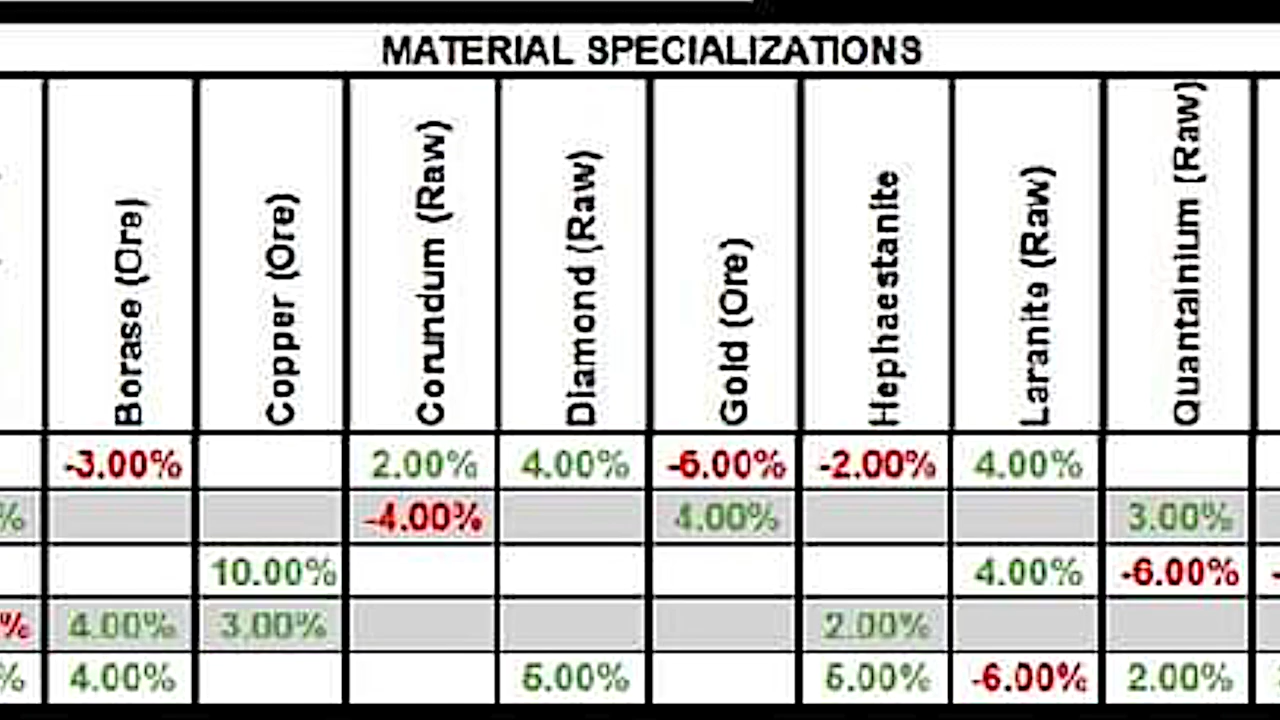 MATERIAL SPECIALIZATIONS
Borase (Ore) Copper (Ore) Corundum (Raw) Diamond (Raw) Gold (Ore) Hephaestanite Laranite (Raw) Quantainium (Raw)
-3.00% 2.00% 4.00% -6.00% -2.00% 4.00%
% -4.00% 4.00% 3.00%
10.00% 4.00% -6.00% -
% 4.00% 3.00% 2.00%
% 4.00% 5.00% 5.00% -6.00% 2.00%